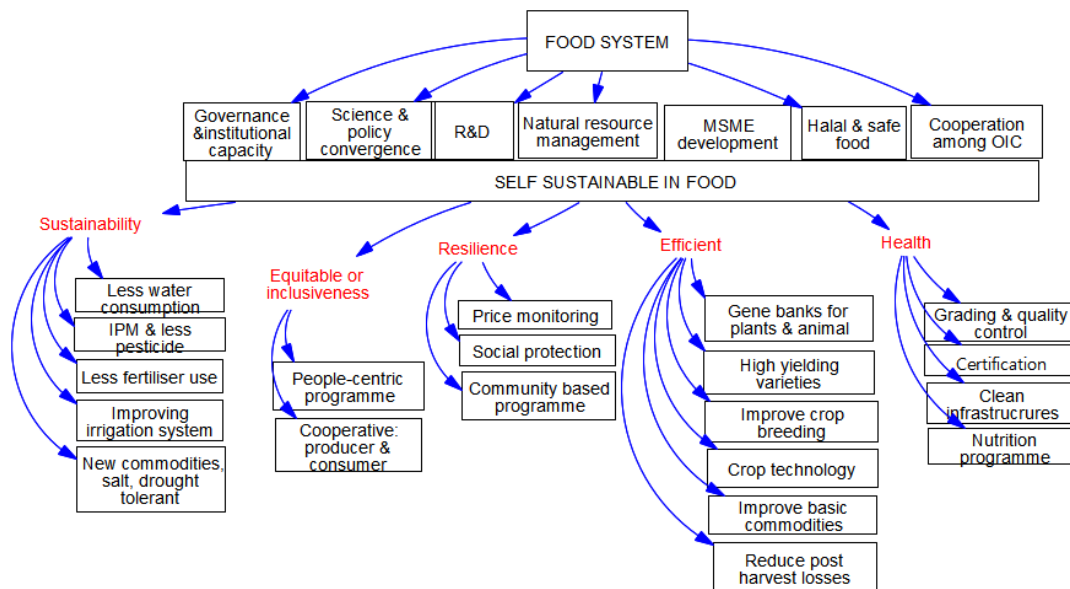 FOOD SYSTEM
Governance
&institutional
capacity
Science &
policy
convergence
R&D
Natural resource
management
MSME
development
Halal & safe
food
Cooperation
among OIC
SELF SUSTAINABLE IN FOOD
Sustainability
Less water
consumption
IPM & less
pesticide
Less fertiliser use
Improving
irrigation system
New commodities,
salt, drought
tolerant
Equitable or
inclusiveness
People-centric
programme
Cooperative:
producer &
consumer
Resilience
Price monitoring
Social protection
Community based
programme
Efficient
Gene banks for
plants & animal
High yielding
varieties
Improve crop
breeding
Crop technology
Improve basic
commodities
Reduce post
harvest losses
Health
Grading & quality
control
Certification
Clean
infrastrucrures
Nutrition
programme